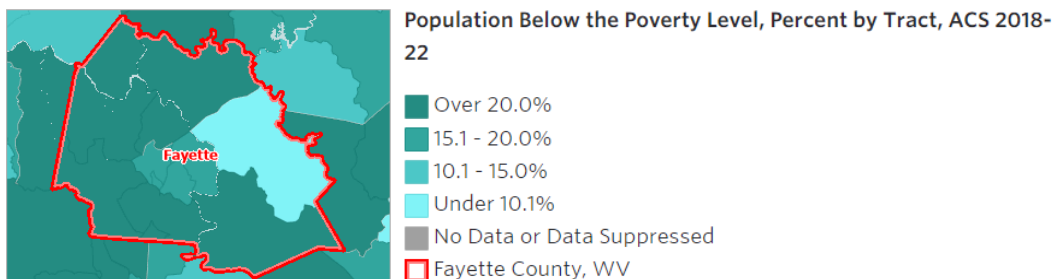 Population Below the Poverty Level, Percent by Tract, ACS 2018-
22
Over 20.0%
15.1 - 20.0%
10.1 - 15.0%
Under 10.1%
No Data or Data Suppressed
Fayette County, WV
Fayette